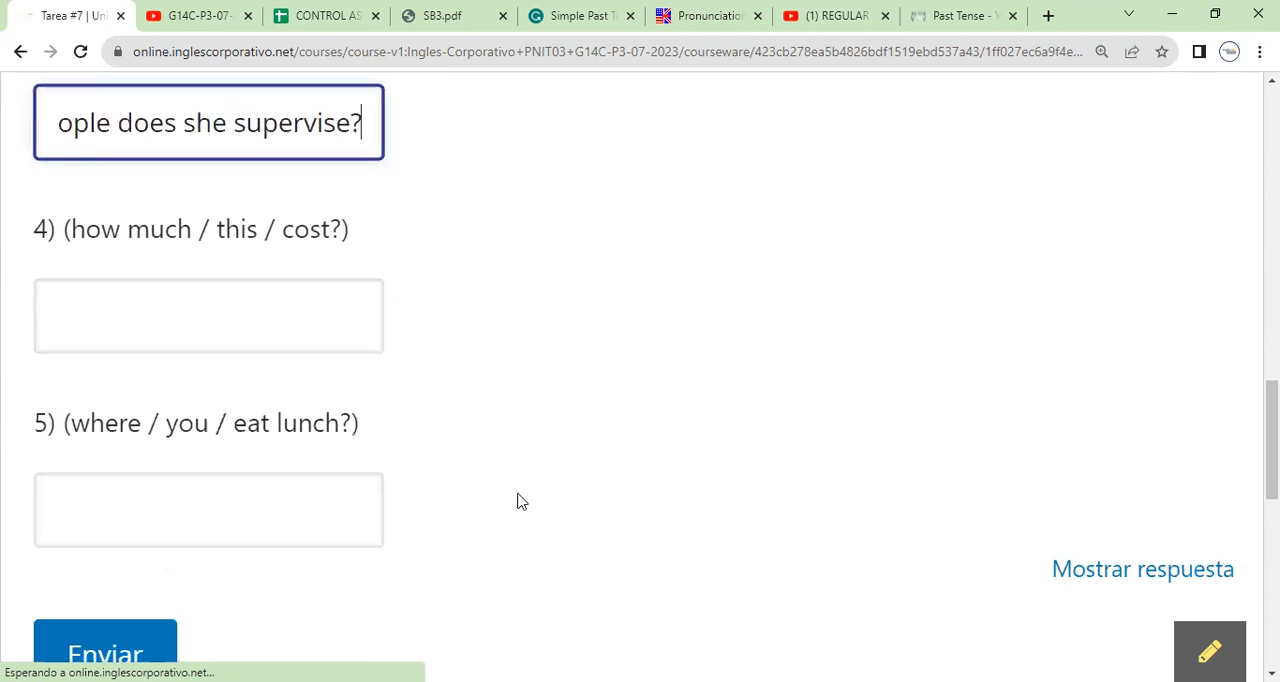 Tarea #7 | Uni
G14C-P3-07-
CONTROL AS
SB3.pdf
Simple Past T
Pronunciation
(1) REGULAR
Past Tense - Y
online.inglescorporativo.net/courses/course-v1:Ingles-Corporativo+PNIT03+G14C-P3-07-2023/courseware/423cb278ea5b4826bdf1519ebd537a43/1ff027ec6a9f4e...
ople does she supervise?
4) (how much / this / cost?)
5) (where / you / eat lunch?)
Mostrar respuesta
Enviar
Esperando a online.inglescorporativo.net...